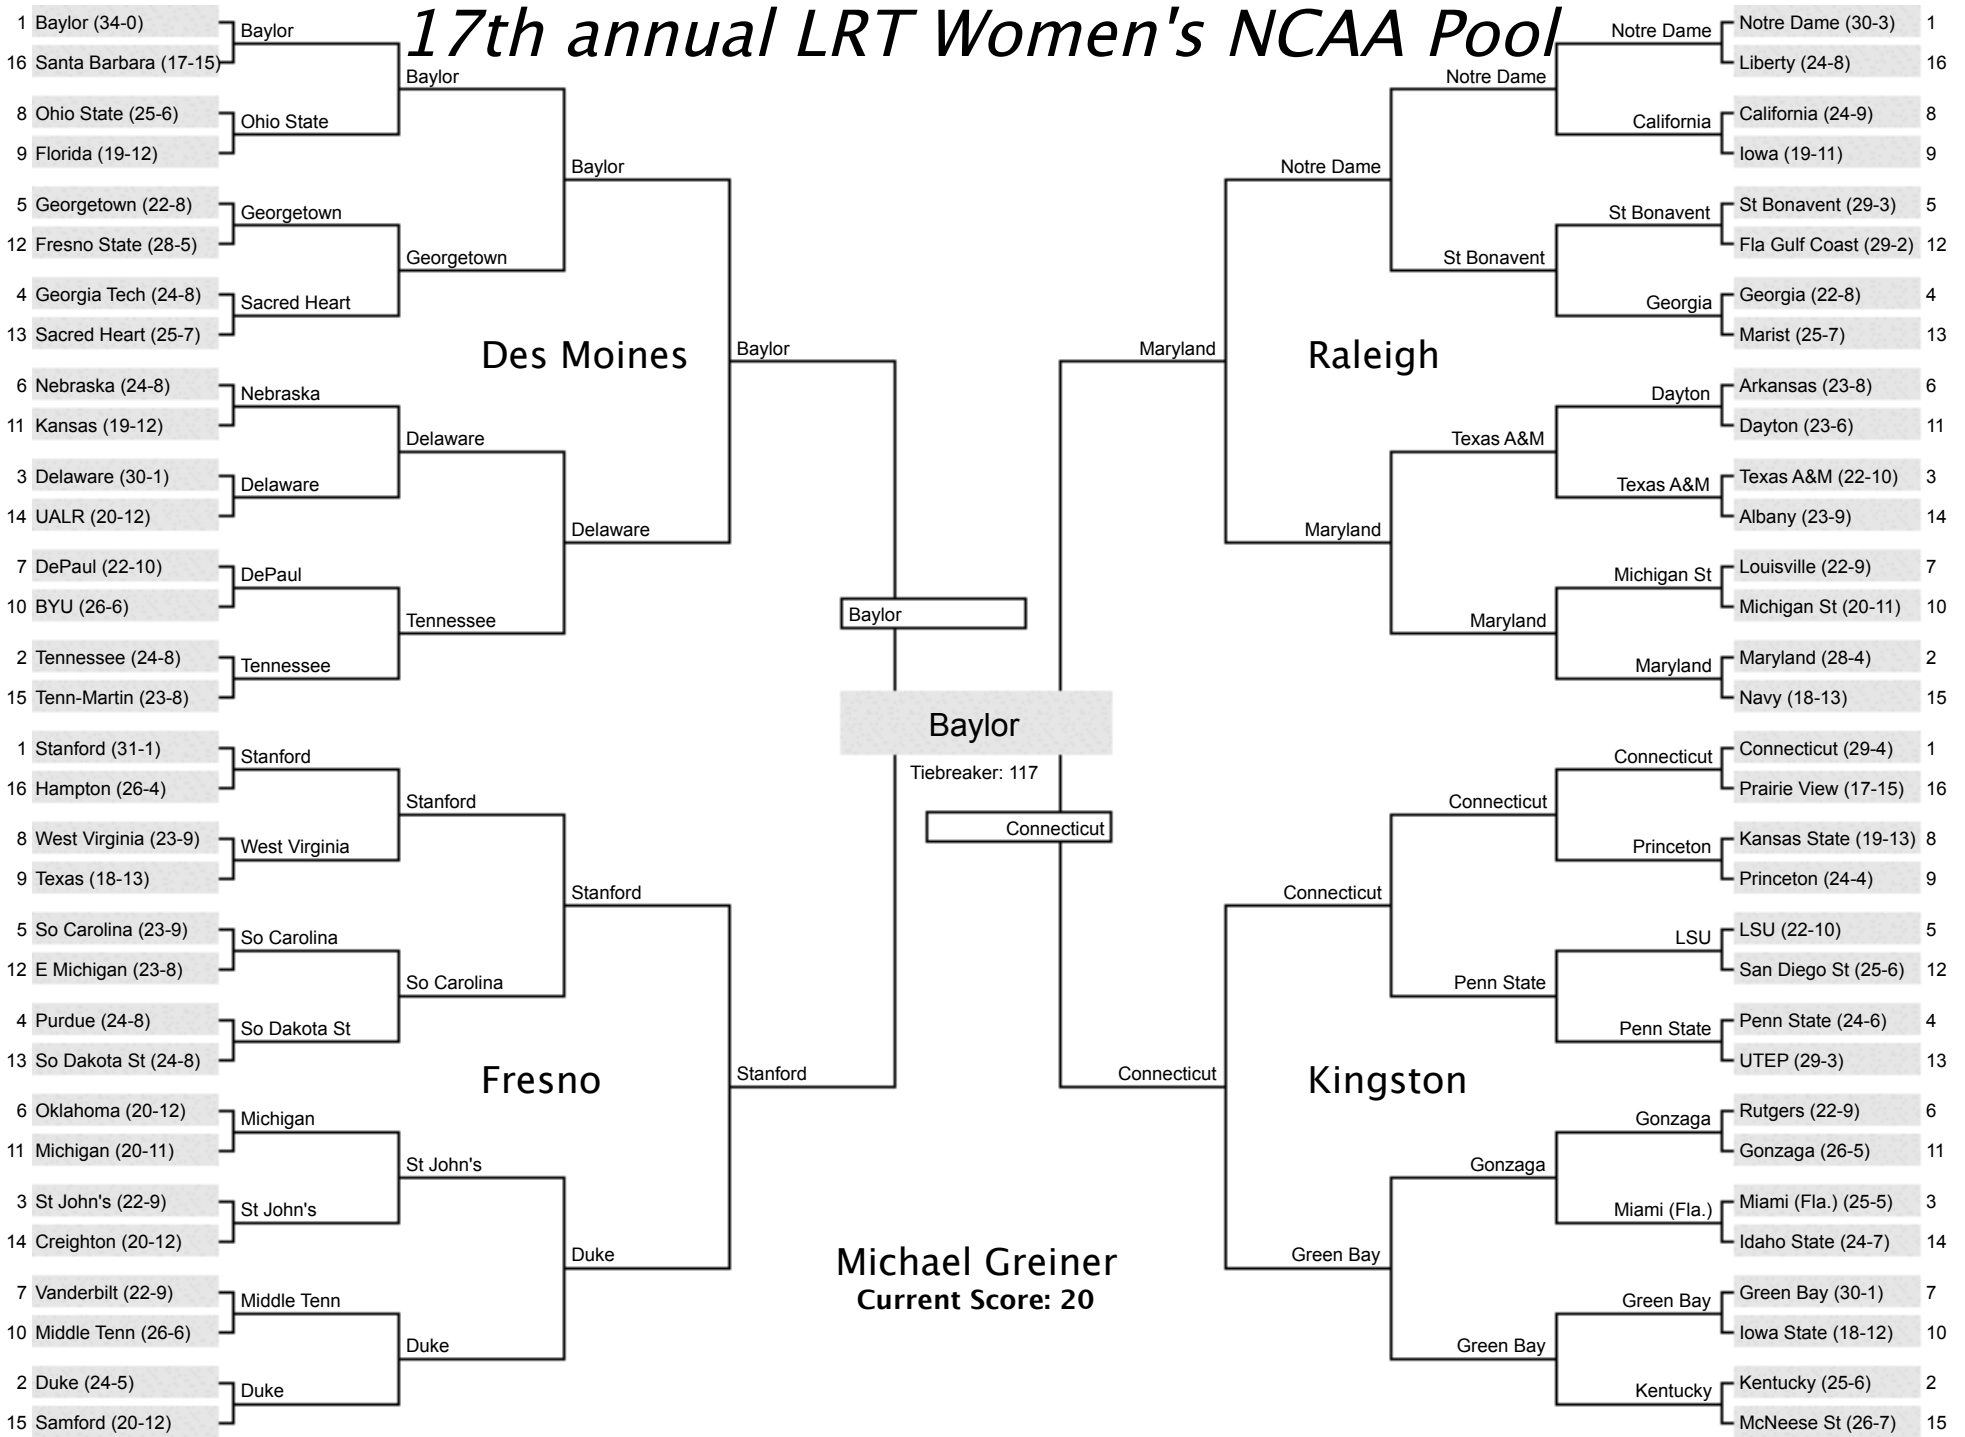 17th annual LRT Women's NCAA Pool
1 Baylor (34-0)
16 Santa Barbara (17-15)
8 Ohio State (25-6)
9 Florida (19-12)
5 Georgetown (22-8)
12 Fresno State (28-5)
4 Georgia Tech (24-8)
13 Sacred Heart (25-7)
6 Nebraska (24-8)
11 Kansas (19-12)
3 Delaware (30-1)
14 UALR (20-12)
7 DePaul (22-10)
10 BYU (26-6)
2 Tennessee (24-8)
15 Tenn-Martin (23-8)
Baylor
Ohio State
Georgetown
Sacred Heart
Nebraska
Delaware
DePaul
Tennessee
Baylor
Georgetown
Delaware
Tennessee
Baylor
Delaware
Des Moines
Baylor
1 Stanford (31-1)
16 Hampton (26-4)
8 West Virginia (23-9)
9 Texas (18-13)
5 So Carolina (23-9)
12 E Michigan (23-8)
4 Purdue (24-8)
13 So Dakota St (24-8)
6 Oklahoma (20-12)
11 Michigan (20-11)
3 St John's (22-9)
14 Creighton (20-12)
7 Vanderbilt (22-9)
10 Middle Tenn (26-6)
2 Duke (24-5)
15 Samford (20-12)
Stanford
West Virginia
So Carolina
So Dakota St
Michigan
St John's
Middle Tenn
Duke
Stanford
So Carolina
St John's
Duke
Stanford
Duke
Fresno
Stanford
Baylor
Baylor
Tiebreaker: 117
Connecticut
Michael Greiner
Current Score: 20
Maryland
Raleigh
Notre Dame
Maryland
Notre Dame
St Bonavent
Texas A&M
Maryland
Notre Dame
California
St Bonavent
Georgia
Dayton
Texas A&M
Michigan St
Maryland
Notre Dame (30-3) 1
Liberty (24-8) 16
California (24-9) 8
Iowa (19-11) 9
St Bonavent (29-3) 5
Fla Gulf Coast (29-2) 12
Georgia (22-8) 4
Marist (25-7) 13
Arkansas (23-8) 6
Dayton (23-6) 11
Texas A&M (22-10) 3
Albany (23-9) 14
Louisville (22-9) 7
Michigan St (20-11) 10
Maryland (28-4) 2
Navy (18-13) 15
Connecticut
Kingston
Connecticut
Green Bay
Connecticut
Penn State
Gonzaga
Green Bay
Connecticut
Princeton
LSU
Penn State
Gonzaga
Miami (Fla.)
Green Bay
Kentucky
Connecticut (29-4) 1
Prairie View (17-15) 16
Kansas State (19-13) 8
Princeton (24-4) 9
LSU (22-10) 5
San Diego St (25-6) 12
Penn State (24-6) 4
UTEP (29-3) 13
Rutgers (22-9) 6
Gonzaga (26-5) 11
Miami (Fla.) (25-5) 3
Idaho State (24-7) 14
Green Bay (30-1) 7
Iowa State (18-12) 10
Kentucky (25-6) 2
McNeese St (26-7) 15